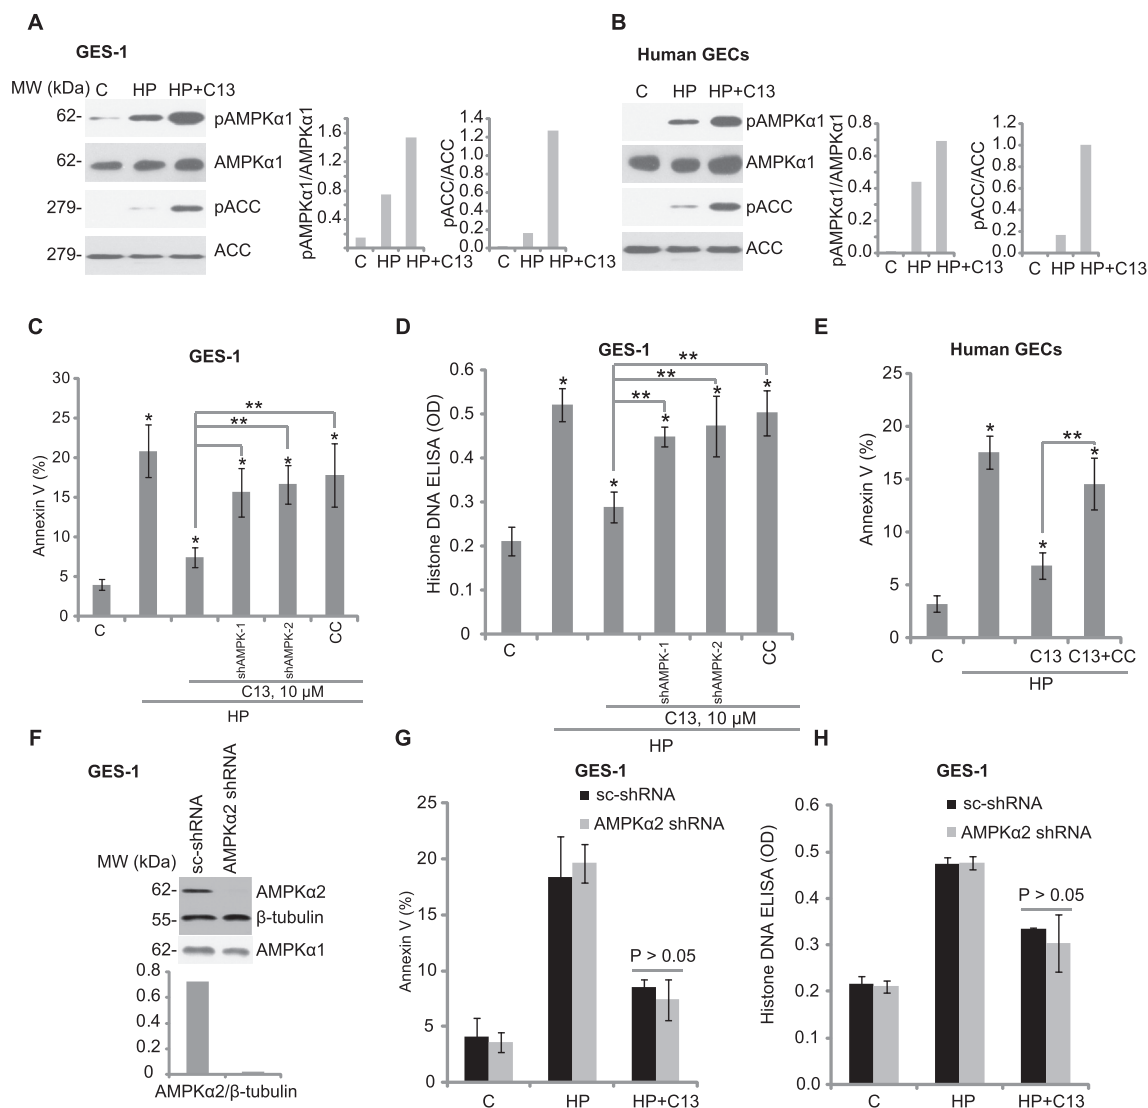 A
GES-1
MW (kDa) C HP HP+C13
62- pAMPKα1
62- AMPKα1
279- pACC
279- ACC
pAMPKα1/AMPKα1
1.6
1.2
0.8
0.4
C HP HP+C13
pACC/ACC
1.4
1.2
1.0
0.8
0.6
0.4
0.2
0.0
C HP HP+C13
B
Human GECs
C HP HP+C13
pAMPKα1
AMPKα1
pACC
ACC
pAMPKα1/AMPKα1
0.8
0.6
0.4
0.2
0.0
C HP HP+C13
pACC/ACC
1.2
1.0
0.8
0.6
0.4
0.2
0.0
C HP HP+C13
C
GES-1
Annexin V (%)
30
25
20
15
10
5
0
* * * * *
** **
C shAMPK-1 shAMPK-2 CC
C13, 10 µM
HP
D
GES-1
Histone DNA ELISA (OD)
0.6
0.5
0.4
0.3
0.2
0.1
0
* * * * *
** ** **
C shAMPK-1 shAMPK-2 CC
C13, 10 µM
HP
E
Human GECs
Annexin V (%)
25
20
15
10
5
0
* * *
**
C C13 C13+CC
HP
F
GES-1
sc-shRNA
AMPKα2 shRNA
MW (kDa)
62- AMPKα2
55- β-tubulin
62- AMPKα1
0.8
0.6
0.4
0.2
0
AMPKα2/β-tubulin
G
GES-1
sc-shRNA
AMPKα2 shRNA
Annexin V (%)
25
20
15
10
5
0
P > 0.05
C HP HP+C13
H
GES-1
sc-shRNA
AMPKα2 shRNA
Histone DNA ELISA (OD)
0.6
0.5
0.4
0.3
0.2
0.1
0.0
P > 0.05
C HP HP+C13